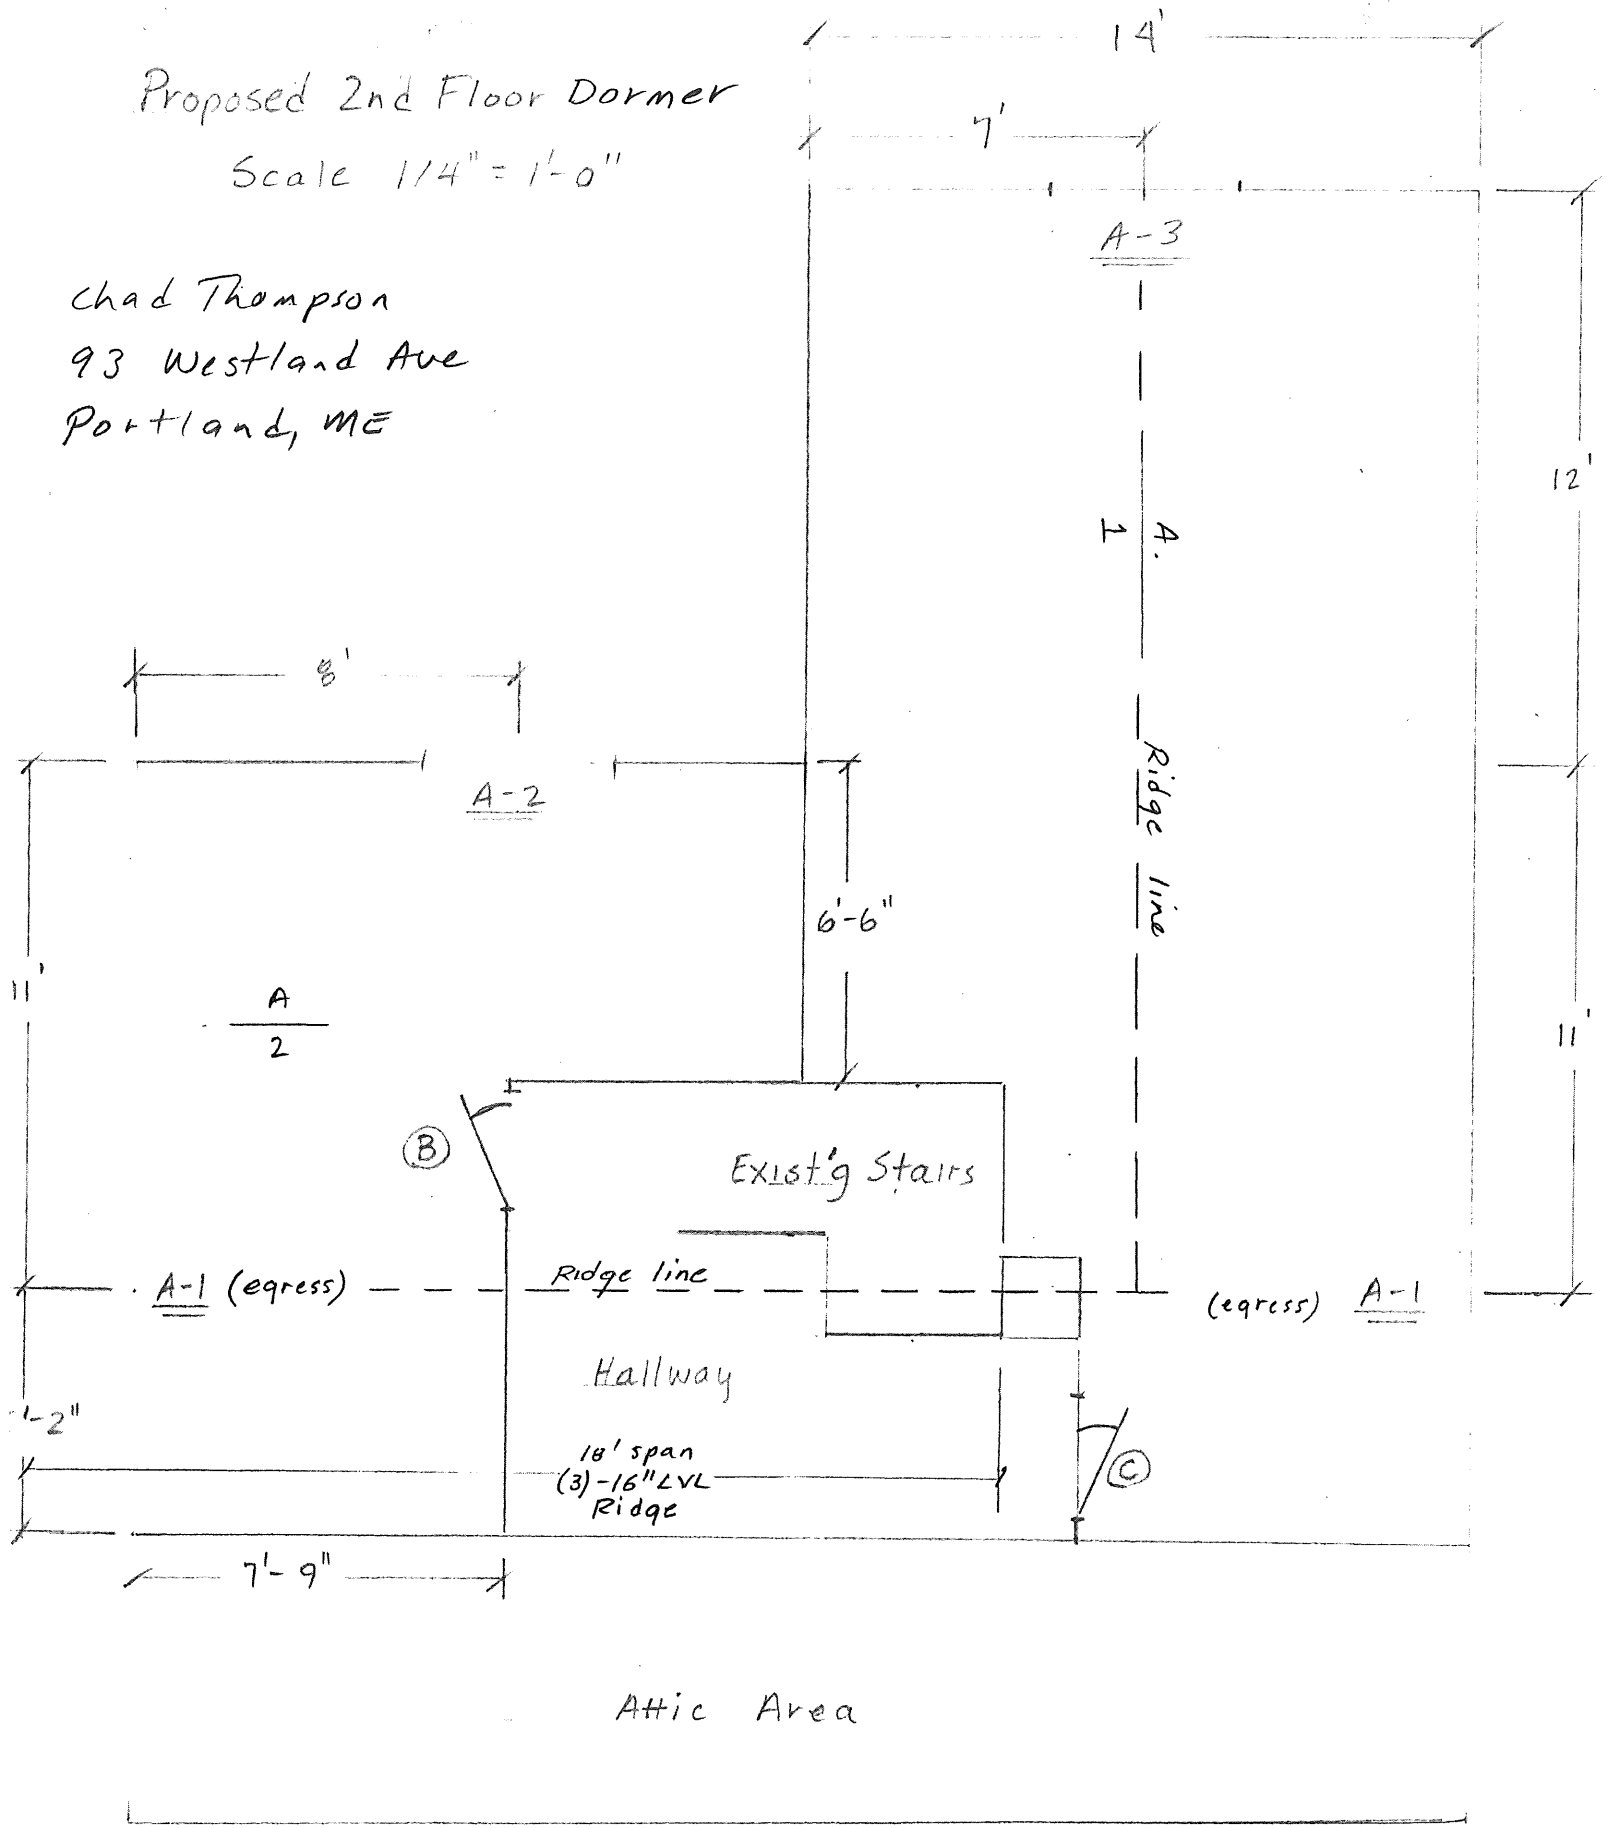 14'
Proposed 2nd Floor Dormer
7'
Scale 1/4" = 1'-0"
A-3
Chad Thompson
93 Westland Ave
Portland, ME
12'
A.
1
8'
Ridge line
A-2
6'-6"
11'
A
2
11'
B
Exist'g Stairs
A-1 (egress)
Ridge line
(egress) A-1
Hallway
'-2"
18' span
(3)-16" LVL
Ridge
C
7'-9"
Attic Area